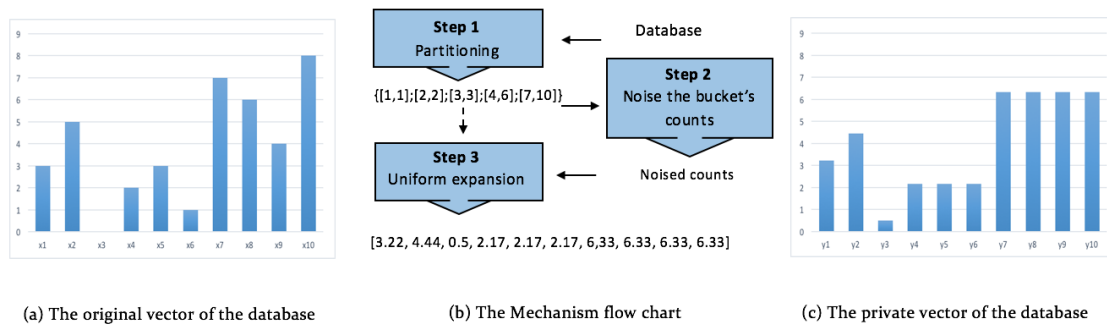 9
8
7
6
5
4
3
2
1
0
x1 x2 x3 x4 x5 x6 x7 x8 x9 x10
(a) The original vector of the database
Step 1
Partitioning
Database
{[1,1];[2,2];[3,3];[4,6];[7,10]}
Step 2
Noise the bucket's
counts
Step 3
Uniform expansion
Noised counts
[3.22, 4.44, 0.5, 2.17, 2.17, 2.17, 6,33, 6.33, 6.33, 6.33]
(b) The Mechanism flow chart
9
8
7
6
5
4
3
2
1
0
y1 y2 y3 y4 y5 y6 y7 y8 y9 y10
(c) The private vector of the database